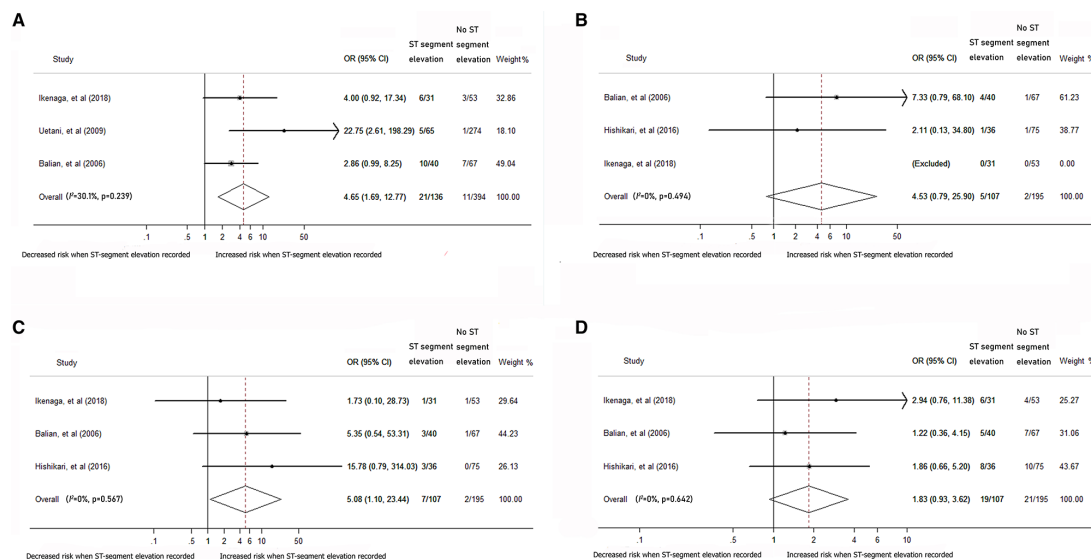 A
No ST
ST segment segment
Study OR (95% CI) elevation elevation Weight%
Ikenaga, et al (2018) 4.00 (0.92, 17.34) 6/31 3/53 32.86
Uetani, et al (2009) 22.75 (2.61, 198.29) 5/65 1/274 18.10
Balian, et al (2006) 2.86 (0.99, 8.25) 10/40 7/67 49.04
Overall (I²=30.1%, p=0.239) 4.65 (1.69, 12.77) 21/136 11/394 100.00
.1 .5 1 2 4 6 10 50
Decreased risk when ST-segment elevation recorded Increased risk when ST-segment elevation recorded
B
No ST
ST segment segment
Study OR (95% CI) elevation elevation Weight %
Balian, et al (2006) 7.33 (0.79, 68.10) 4/40 1/67 61.23
Hishikari, et al (2016) 2.11 (0.13, 34.80) 1/36 1/75 38.77
Ikenaga, et al (2018) (Excluded) 0/31 0/53 0.00
Overall (I²=0%, p=0.494) 4.53 (0.79, 25.90) 5/107 2/195 100.00
.1 .5 1 2 4 6 10 50
Decreased risk when ST-segment elevation recorded Increased risk when ST-segment elevation recorded
C
No ST
ST segment segment
Study OR (95% CI) elevation elevation Weight %
Ikenaga, et al (2018) 1.73 (0.10, 28.73) 1/31 1/53 29.64
Balian, et al (2006) 5.35 (0.54, 53.31) 3/40 1/67 44.23
Hishikari, et al (2016) 15.78 (0.79, 314.03) 3/36 0/75 26.13
Overall (I²=0%, p=0.567) 5.08 (1.10, 23.44) 7/107 2/195 100.00
.1 .5 1 2 4 6 10 50
Decreased risk when ST-segment elevation recorded Increased risk when ST-segment elevation recorded
D
No ST
ST segment segment
Study OR (95% CI) elevation elevation Weight %
Ikenaga, et al (2018) 2.94 (0.76, 11.38) 6/31 4/53 25.27
Balian, et al (2006) 1.22 (0.36, 4.15) 5/40 7/67 31.06
Hishikari, et al (2016) 1.86 (0.66, 5.20) 8/36 10/75 43.67
Overall (I²=0%, p=0.642) 1.83 (0.93, 3.62) 19/107 21/195 100.00
.1 .5 1 2 4 6 10
Decreased risk when ST-segment elevation recorded Increased risk when ST-segment elevation recorded